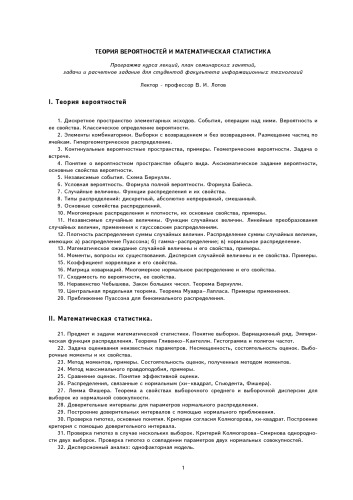 ТЕОРИЯ ВЕРОЯТНОСТЕЙ И МАТЕМАТИЧЕСКАЯ СТАТИСТИКА
Программа курса лекций, план семинарских занятий,
задачи и расчетное задание для студентов факультета информационных технологий
Лектор – профессор В. И. Лотов
I. Теория вероятностей
1. Дискретное пространство элементарных исходов. События, операции над ними. Вероятность и
ее свойства. Классическое определение вероятности.
2. Элементы комбинаторики. Выборки с возвращением и без возвращения. Размещение частиц по
ячейкам. Гипергеометрическое распределение.
3. Континуальные вероятностные пространства, примеры. Геометрические вероятности. Задача о
встрече.
4. Понятие о вероятностном пространстве общего вида. Аксиоматическое задание вероятности,
основные свойства вероятности.
5. Независимые события. Схема Бернулли.
6. Условная вероятность. Формула полной вероятности. Формула Байеса.
7. Случайные величины. Функция распределения и их свойства.
8. Типы распределений: дискретный, абсолютно непрерывный, смешанный.
9. Основные семейства распределений.
10. Многомерные распределения и плотности, их основные свойства, примеры.
11. Независимость случайных величин. Функции случайных величин. Линейные преобразования
случайных величин, применение к гауссовским распределениям.
12. Плотность распределения суммы случайных величин. Распределение суммы случайных величин,
имеющих а) распределение Пуассона; б) гамма-распределение; в) нормальное распределение.
13. Математическое ожидание случайной величины и его свойства, примеры.
14. Моменты, вопросы их существования. Дисперсия случайной величины и ее свойства. Примеры.
15. Коэффициент корреляции и его свойства.
16. Матрица ковариаций. Многомерное нормальное распределение и его свойства.
17. Сходимость по вероятности, ее свойства.
18. Неравенство Чебышева. Закон больших чисел. Теорема Бернулли.
19. Центральная предельная теорема. Теорема Муавра–Лапласа. Примеры применения.
20. Приближение Пуассона для биномиального распределения.
II. Математическая статистика.
21. Предмет и задачи математической статистики. Понятие выборки. Вариационный ряд. Эмпири-
ческая функция распределения. Теорема Гливенко–Кантелли. Гистограмма и полигон частот.
22. Задача оценивания неизвестных параметров. Несмещенность, состоятельность оценок. Выбо-
рочные моменты и их свойства.
23. Метод моментов, примеры. Состоятельность оценок, полученных методом моментов.
24. Метод максимального правдоподобия, примеры.
25. Сравнение оценок. Понятие эффективной оценки.
26. Распределения, связанные с нормальным (хи-квадрат, Стьюдента, Фишера).
27. Лемма Фишера. Теорема о свойствах выборочного среднего и выборочной дисперсии для
выборок из нормальной совокупности.
28. Доверительные интервалы для параметров нормального распределения.
29. Построение доверительных интервалов с помощью нормального приближения.
30. Проверка гипотез, основные понятия. Критерии согласия Колмогорова, хи-квадрат. Построение
критерия с помощью доверительного интервала.
31. Проверка гипотез в случае нескольких выборок. Критерий Колмогорова–Смирнова однородно-
сти двух выборок. Проверка гипотез о совпадении параметров двух нормальных совокупностей.
32. Дисперсионный анализ: однофакторная модель.
1